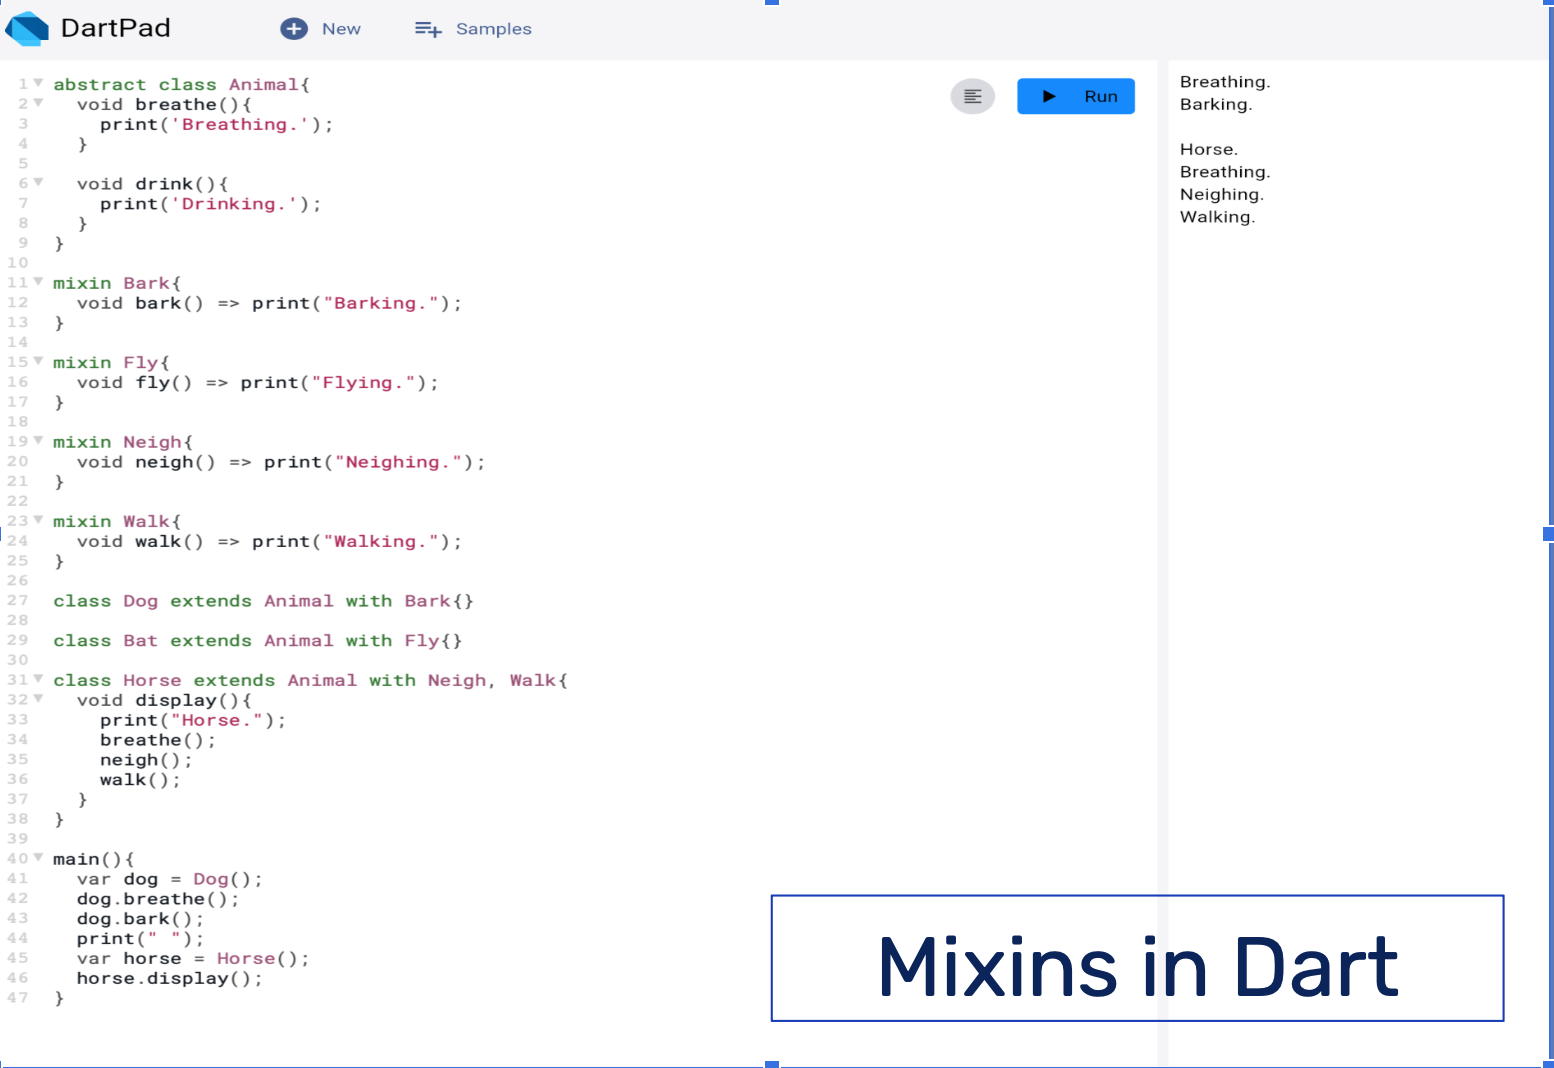 DartPad New Samples
1 abstract class Animal{
2   void breathe(){
3     print('Breathing.');
4   }
5
6   void drink(){
7     print('Drinking.');
8   }
9 }
10
11 mixin Bark{
12   void bark() => print("Barking.");
13 }
14
15 mixin Fly{
16   void fly() => print("Flying.");
17 }
18
19 mixin Neigh{
20   void neigh() => print("Neighing.");
21 }
22
23 mixin Walk{
24   void walk() => print("Walking.");
25 }
26
27 class Dog extends Animal with Bark{}
28
29 class Bat extends Animal with Fly{}
30
31 class Horse extends Animal with Neigh, Walk{
32   void display(){
33     print("Horse.");
34     breathe();
35     neigh();
36     walk();
37   }
38 }
39
40 main(){
41   var dog = Dog();
42   dog.breathe();
43   dog.bark();
44   print(" ");
45   var horse = Horse();
46   horse.display();
47 }
Run
Breathing.
Barking.
Horse.
Breathing.
Neighing.
Walking.
Mixins in Dart